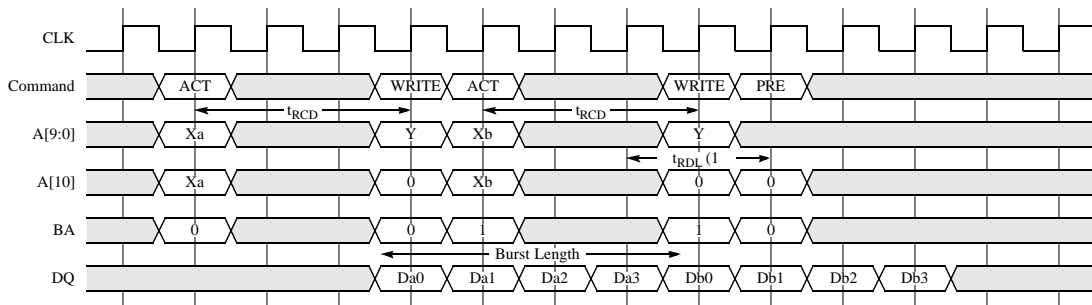 CLK
Command ACT WRITE ACT WRITE PRE
tRCD tRCD
A[9:0] Xa Y Xb Y
tRDL (1
A[10] Xa 0 Xb 0 0
BA 0 0 1 1 0
Burst Length
DQ Da0 Da1 Da2 Da3 Db0 Db1 Db2 Db3